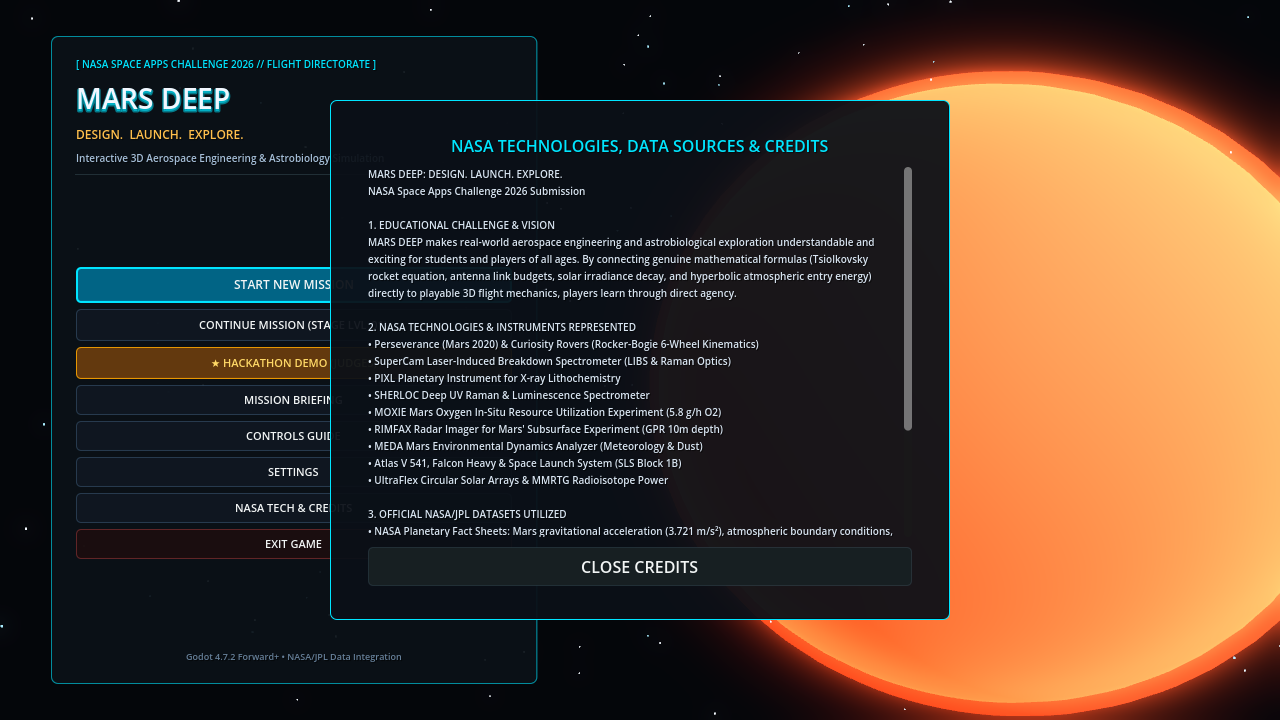 [ NASA SPACE APPS CHALLENGE 2026 // FLIGHT DIRECTORATE ]
MARS DEEP
DESIGN. LAUNCH. EXPLORE.
Interactive 3D Aerospace Engineering & Astrobiology Simulation
START NEW MISSION
CONTINUE MISSION (STAGE LVL
★ HACKATHON DEMO
MISSION BRIEFING
CONTROLS GUIDE
SETTINGS
NASA TECH & CREDITS
EXIT GAME
Godot 4.7.2 Forward+ • NASA/JPL Data Integration
NASA TECHNOLOGIES, DATA SOURCES & CREDITS
MARS DEEP: DESIGN. LAUNCH. EXPLORE.
NASA Space Apps Challenge 2026 Submission
1. EDUCATIONAL CHALLENGE & VISION
MARS DEEP makes real-world aerospace engineering and astrobiological exploration understandable and
exciting for students and players of all ages. By connecting genuine mathematical formulas (Tsiolkovsky
rocket equation, antenna link budgets, solar irradiance decay, and hyperbolic atmospheric entry energy)
directly to playable 3D flight mechanics, players learn through direct agency.
2. NASA TECHNOLOGIES & INSTRUMENTS REPRESENTED
• Perseverance (Mars 2020) & Curiosity Rovers (Rocker-Bogie 6-Wheel Kinematics)
• SuperCam Laser-Induced Breakdown Spectrometer (LIBS & Raman Optics)
• PIXL Planetary Instrument for X-ray Lithochemistry
• SHERLOC Deep UV Raman & Luminescence Spectrometer
• MOXIE Mars Oxygen In-Situ Resource Utilization Experiment (5.8 g/h O2)
• RIMFAX Radar Imager for Mars' Subsurface Experiment (GPR 10m depth)
• MEDA Mars Environmental Dynamics Analyzer (Meteorology & Dust)
• Atlas V 541, Falcon Heavy & Space Launch System (SLS Block 1B)
• UltraFlex Circular Solar Arrays & MMRTG Radioisotope Power
3. OFFICIAL NASA/JPL DATASETS UTILIZED
• NASA Planetary Fact Sheets: Mars gravitational acceleration (3.721 m/s²), atmospheric boundary conditions,
CLOSE CREDITS